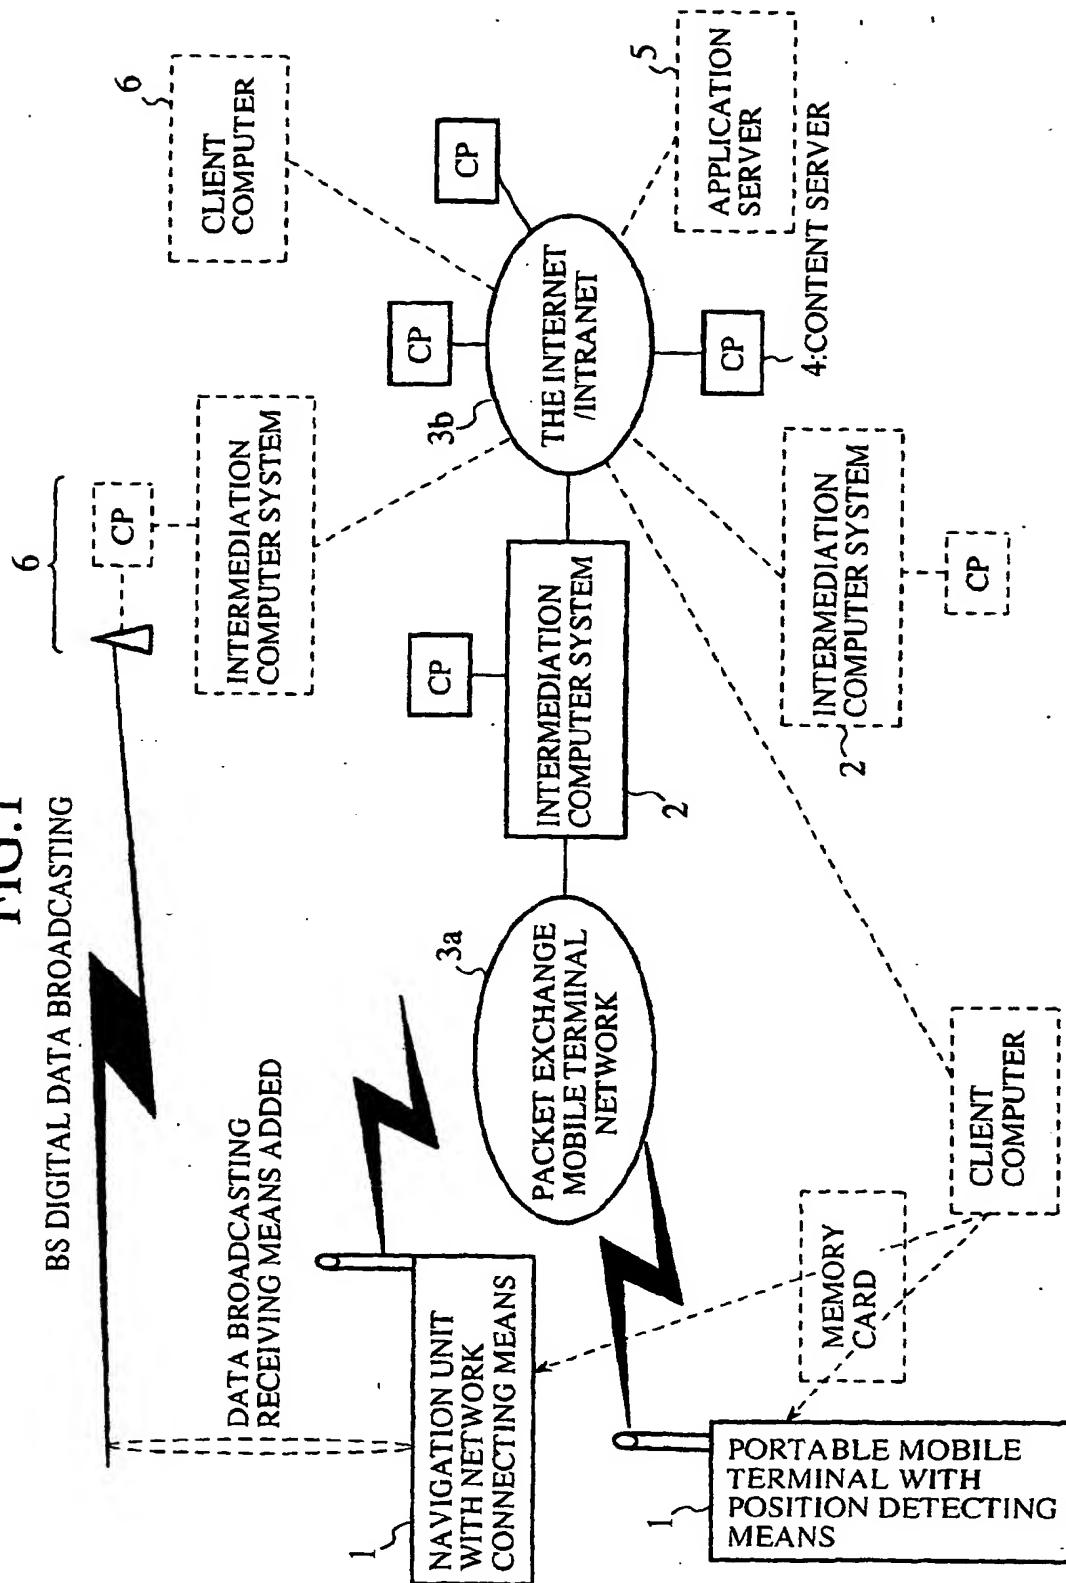 FIG.1
BS DIGITAL DATA BROADCASTING
6
CP
INTERMEDIATION
COMPUTER SYSTEM
6
CLIENT
COMPUTER
DATA BROADCASTING
RECEIVING MEANS ADDED
CP
CP
CP
3b
THE INTERNET
/INTRANET
5
APPLICATION
SERVER
1
NAVIGATION UNIT
WITH NETWORK
CONNECTING MEANS
3a
PACKET EXCHANGE
MOBILE TERMINAL
NETWORK
INTERMEDIATION
COMPUTER SYSTEM
2
CP
4:CONTENT SERVER
MEMORY
CARD
INTERMEDIATION
COMPUTER SYSTEM
2
CP
1
PORTABLE MOBILE
TERMINAL WITH
POSITION DETECTING
MEANS
CLIENT
COMPUTER